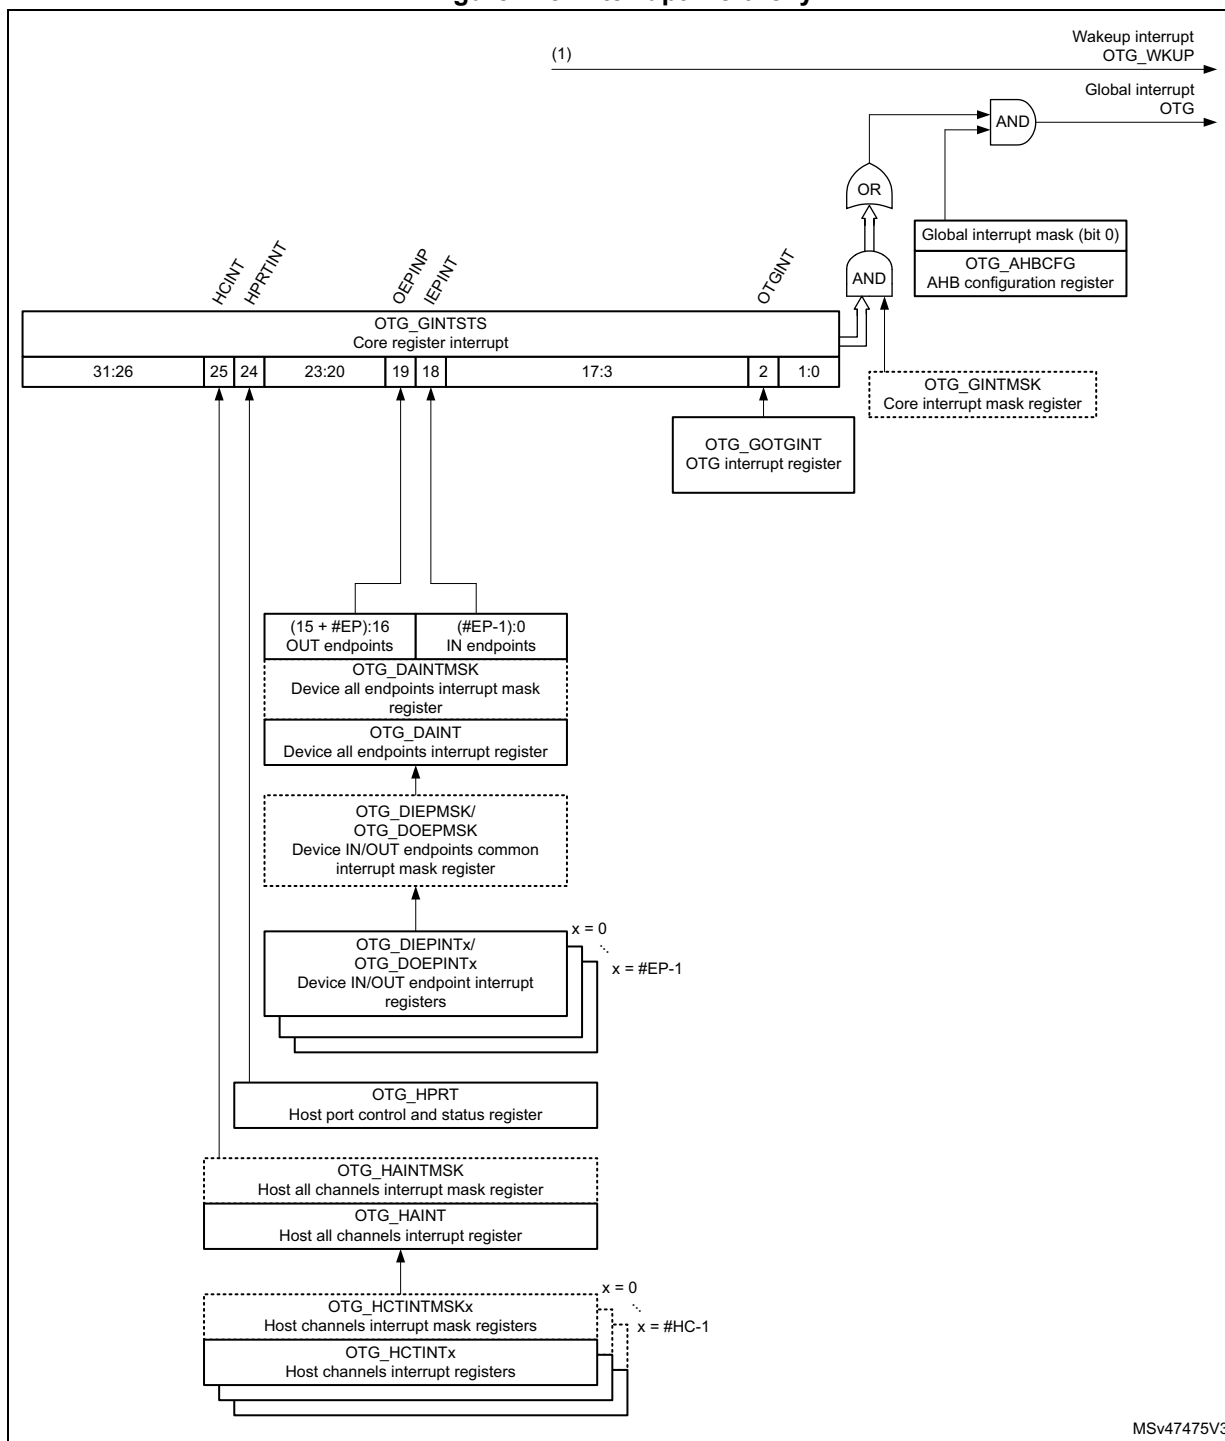 Wakeup interrupt
(1)
OTG_WKUP
Global interrupt
OTG
AND
OR
Global interrupt mask (bit 0)
OTG_AHBCFG
AHB configuration register
AND
HCINT
HPRTINT
OEPINP
IEPINT
OTGINT
OTG_GINTSTS
Core register interrupt
31:26 25 24 23:20 19 18 17:3 2 1:0
OTG_GINTMSK
Core interrupt mask register
OTG_GOTGINT
OTG interrupt register
(15 + #EP):16
OUT endpoints
(#EP-1):0
IN endpoints
OTG_DAINTMSK
Device all endpoints interrupt mask
register
OTG_DAINT
Device all endpoints interrupt register
OTG_DIEPMSK/
OTG_DOEPMSK
Device IN/OUT endpoints common
interrupt mask register
x = 0
OTG_DIEPINTx/
OTG_DOEPINTx
Device IN/OUT endpoint interrupt
registers
x = #EP-1
OTG_HPRT
Host port control and status register
OTG_HAINTMSK
Host all channels interrupt mask register
OTG_HAINT
Host all channels interrupt register
x = 0
OTG_HCTINTMSKx
Host channels interrupt mask registers
x = #HC-1
OTG_HCTINTx
Host channels interrupt registers
MSv47475V3